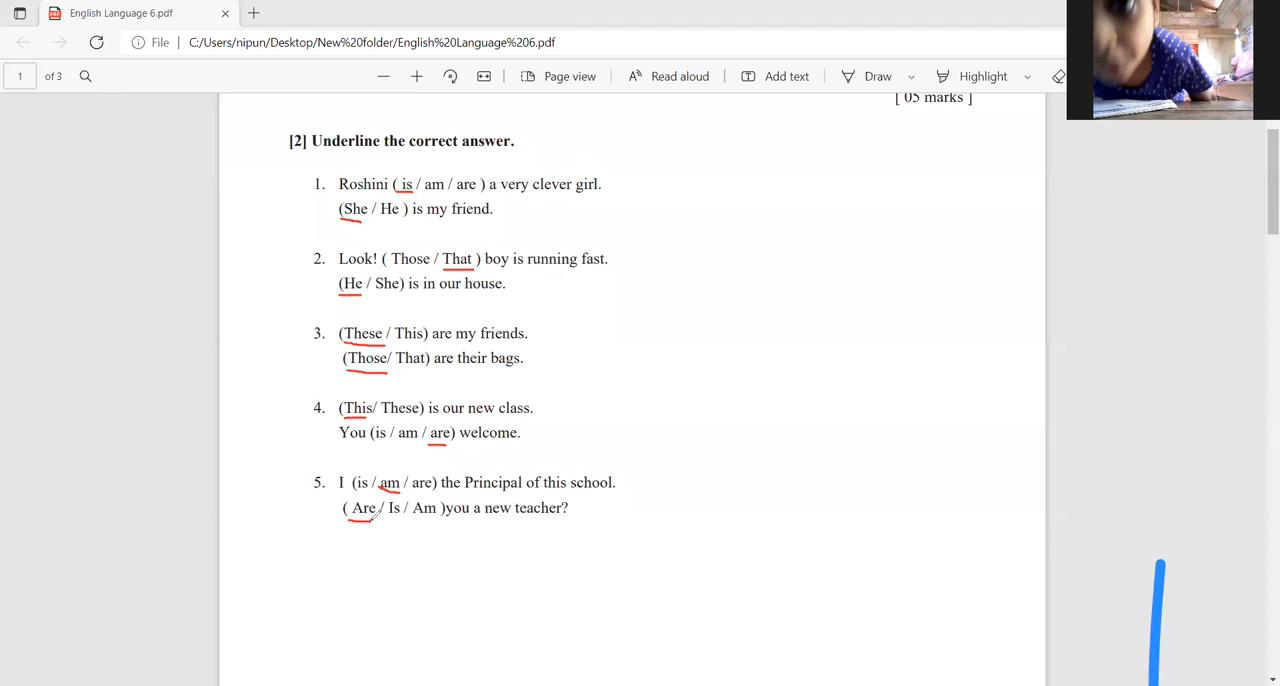 English Language 6.pdf
File | C:/Users/nipun/Desktop/New%20folder/English%20Language%206.pdf
1 of 3 Page view Read aloud Add text Draw Highlight
[ 05 marks ]
[2] Underline the correct answer.
1. Roshini ( is / am / are ) a very clever girl.
(She / He ) is my friend.
2. Look! ( Those / That ) boy is running fast.
(He / She) is in our house.
3. (These / This) are my friends.
(Those/ That) are their bags.
4. (This/ These) is our new class.
You (is / am / are) welcome.
5. I (is / am / are) the Principal of this school.
( Are / Is / Am )you a new teacher?